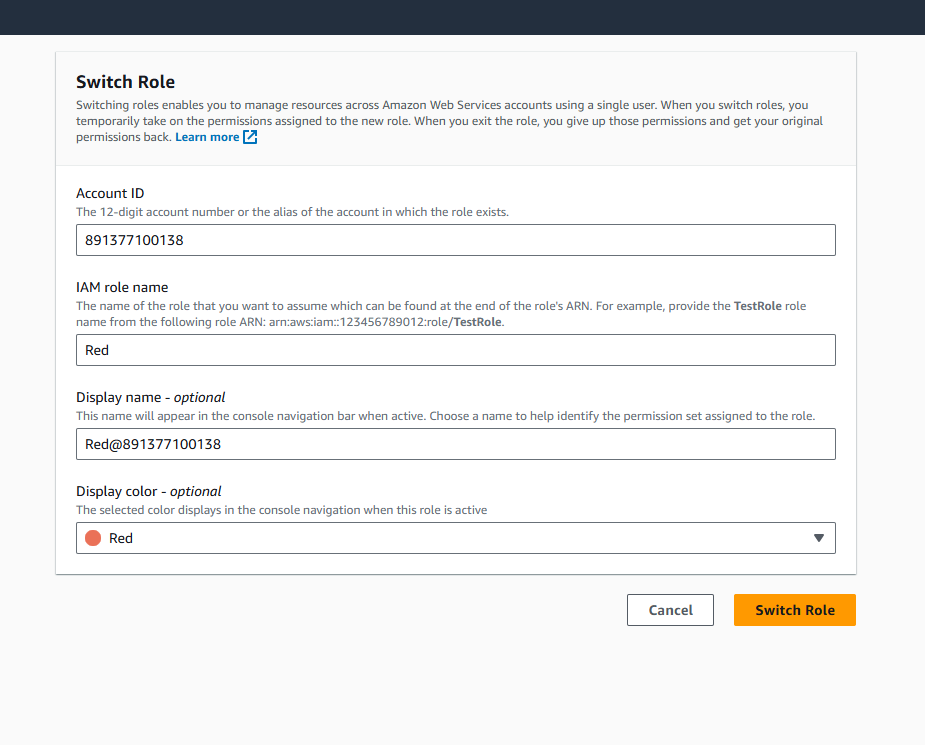 Switch Role
Switching roles enables you to manage resources across Amazon Web Services accounts using a single user. When you switch roles, you
temporarily take on the permissions assigned to the new role. When you exit the role, you give up those permissions and get your original
permissions back. Learn more
Account ID
The 12-digit account number or the alias of the account in which the role exists.
891377100138
IAM role name
The name of the role that you want to assume which can be found at the end of the role's ARN. For example, provide the TestRole role
name from the following role ARN: arn:aws:iam::123456789012:role/TestRole.
Red
Display name - optional
This name will appear in the console navigation bar when active. Choose a name to help identify the permission set assigned to the role.
Red@891377100138
Display color - optional
The selected color displays in the console navigation when this role is active
Red
Cancel
Switch Role